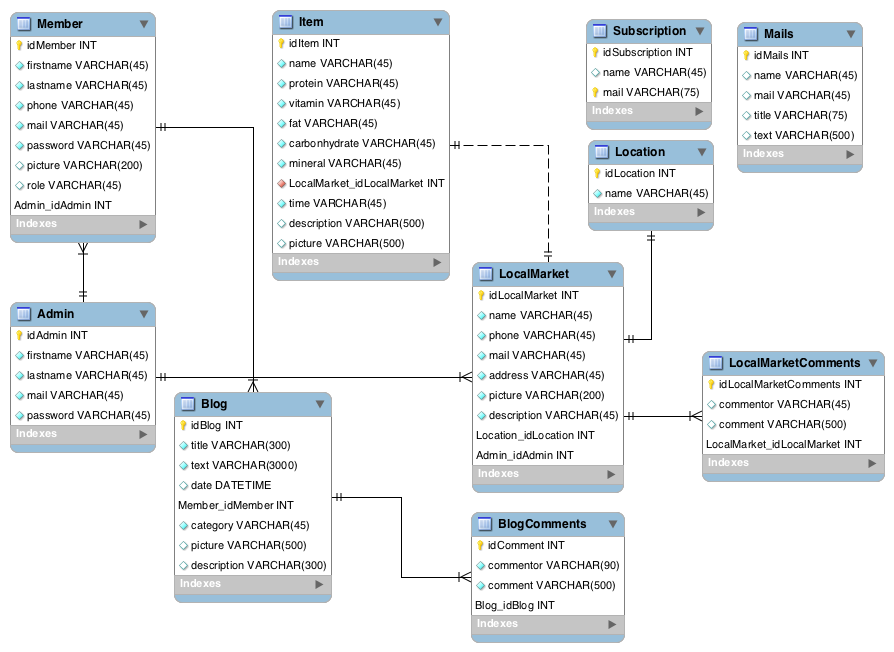 Member
idMember INT
firstname VARCHAR(45)
lastname VARCHAR(45)
phone VARCHAR(45)
mail VARCHAR(45)
password VARCHAR(45)
picture VARCHAR(200)
role VARCHAR(45)
Admin_idAdmin INT
Indexes
Item
idItem INT
name VARCHAR(45)
protein VARCHAR(45)
vitamin VARCHAR(45)
fat VARCHAR(45)
carbonhydrate VARCHAR(45)
mineral VARCHAR(45)
LocalMarket_idLocalMarket INT
time VARCHAR(45)
description VARCHAR(500)
picture VARCHAR(500)
Indexes
Subscription
idSubscription INT
name VARCHAR(45)
mail VARCHAR(75)
Indexes
Mails
idMails INT
name VARCHAR(45)
mail VARCHAR(45)
title VARCHAR(75)
text VARCHAR(500)
Indexes
Location
idLocation INT
name VARCHAR(45)
Indexes
Admin
idAdmin INT
firstname VARCHAR(45)
lastname VARCHAR(45)
mail VARCHAR(45)
password VARCHAR(45)
Indexes
LocalMarket
idLocalMarket INT
name VARCHAR(45)
phone VARCHAR(45)
mail VARCHAR(45)
address VARCHAR(45)
picture VARCHAR(200)
description VARCHAR(45)
Location_idLocation INT
Admin_idAdmin INT
Indexes
LocalMarketComments
idLocalMarketComments INT
commentor VARCHAR(45)
comment VARCHAR(500)
LocalMarket_idLocalMarket INT
Indexes
Blog
idBlog INT
title VARCHAR(300)
text VARCHAR(3000)
date DATETIME
Member_idMember INT
category VARCHAR(45)
picture VARCHAR(500)
description VARCHAR(300)
Indexes
BlogComments
idComment INT
commentor VARCHAR(90)
comment VARCHAR(500)
Blog_idBlog INT
Indexes